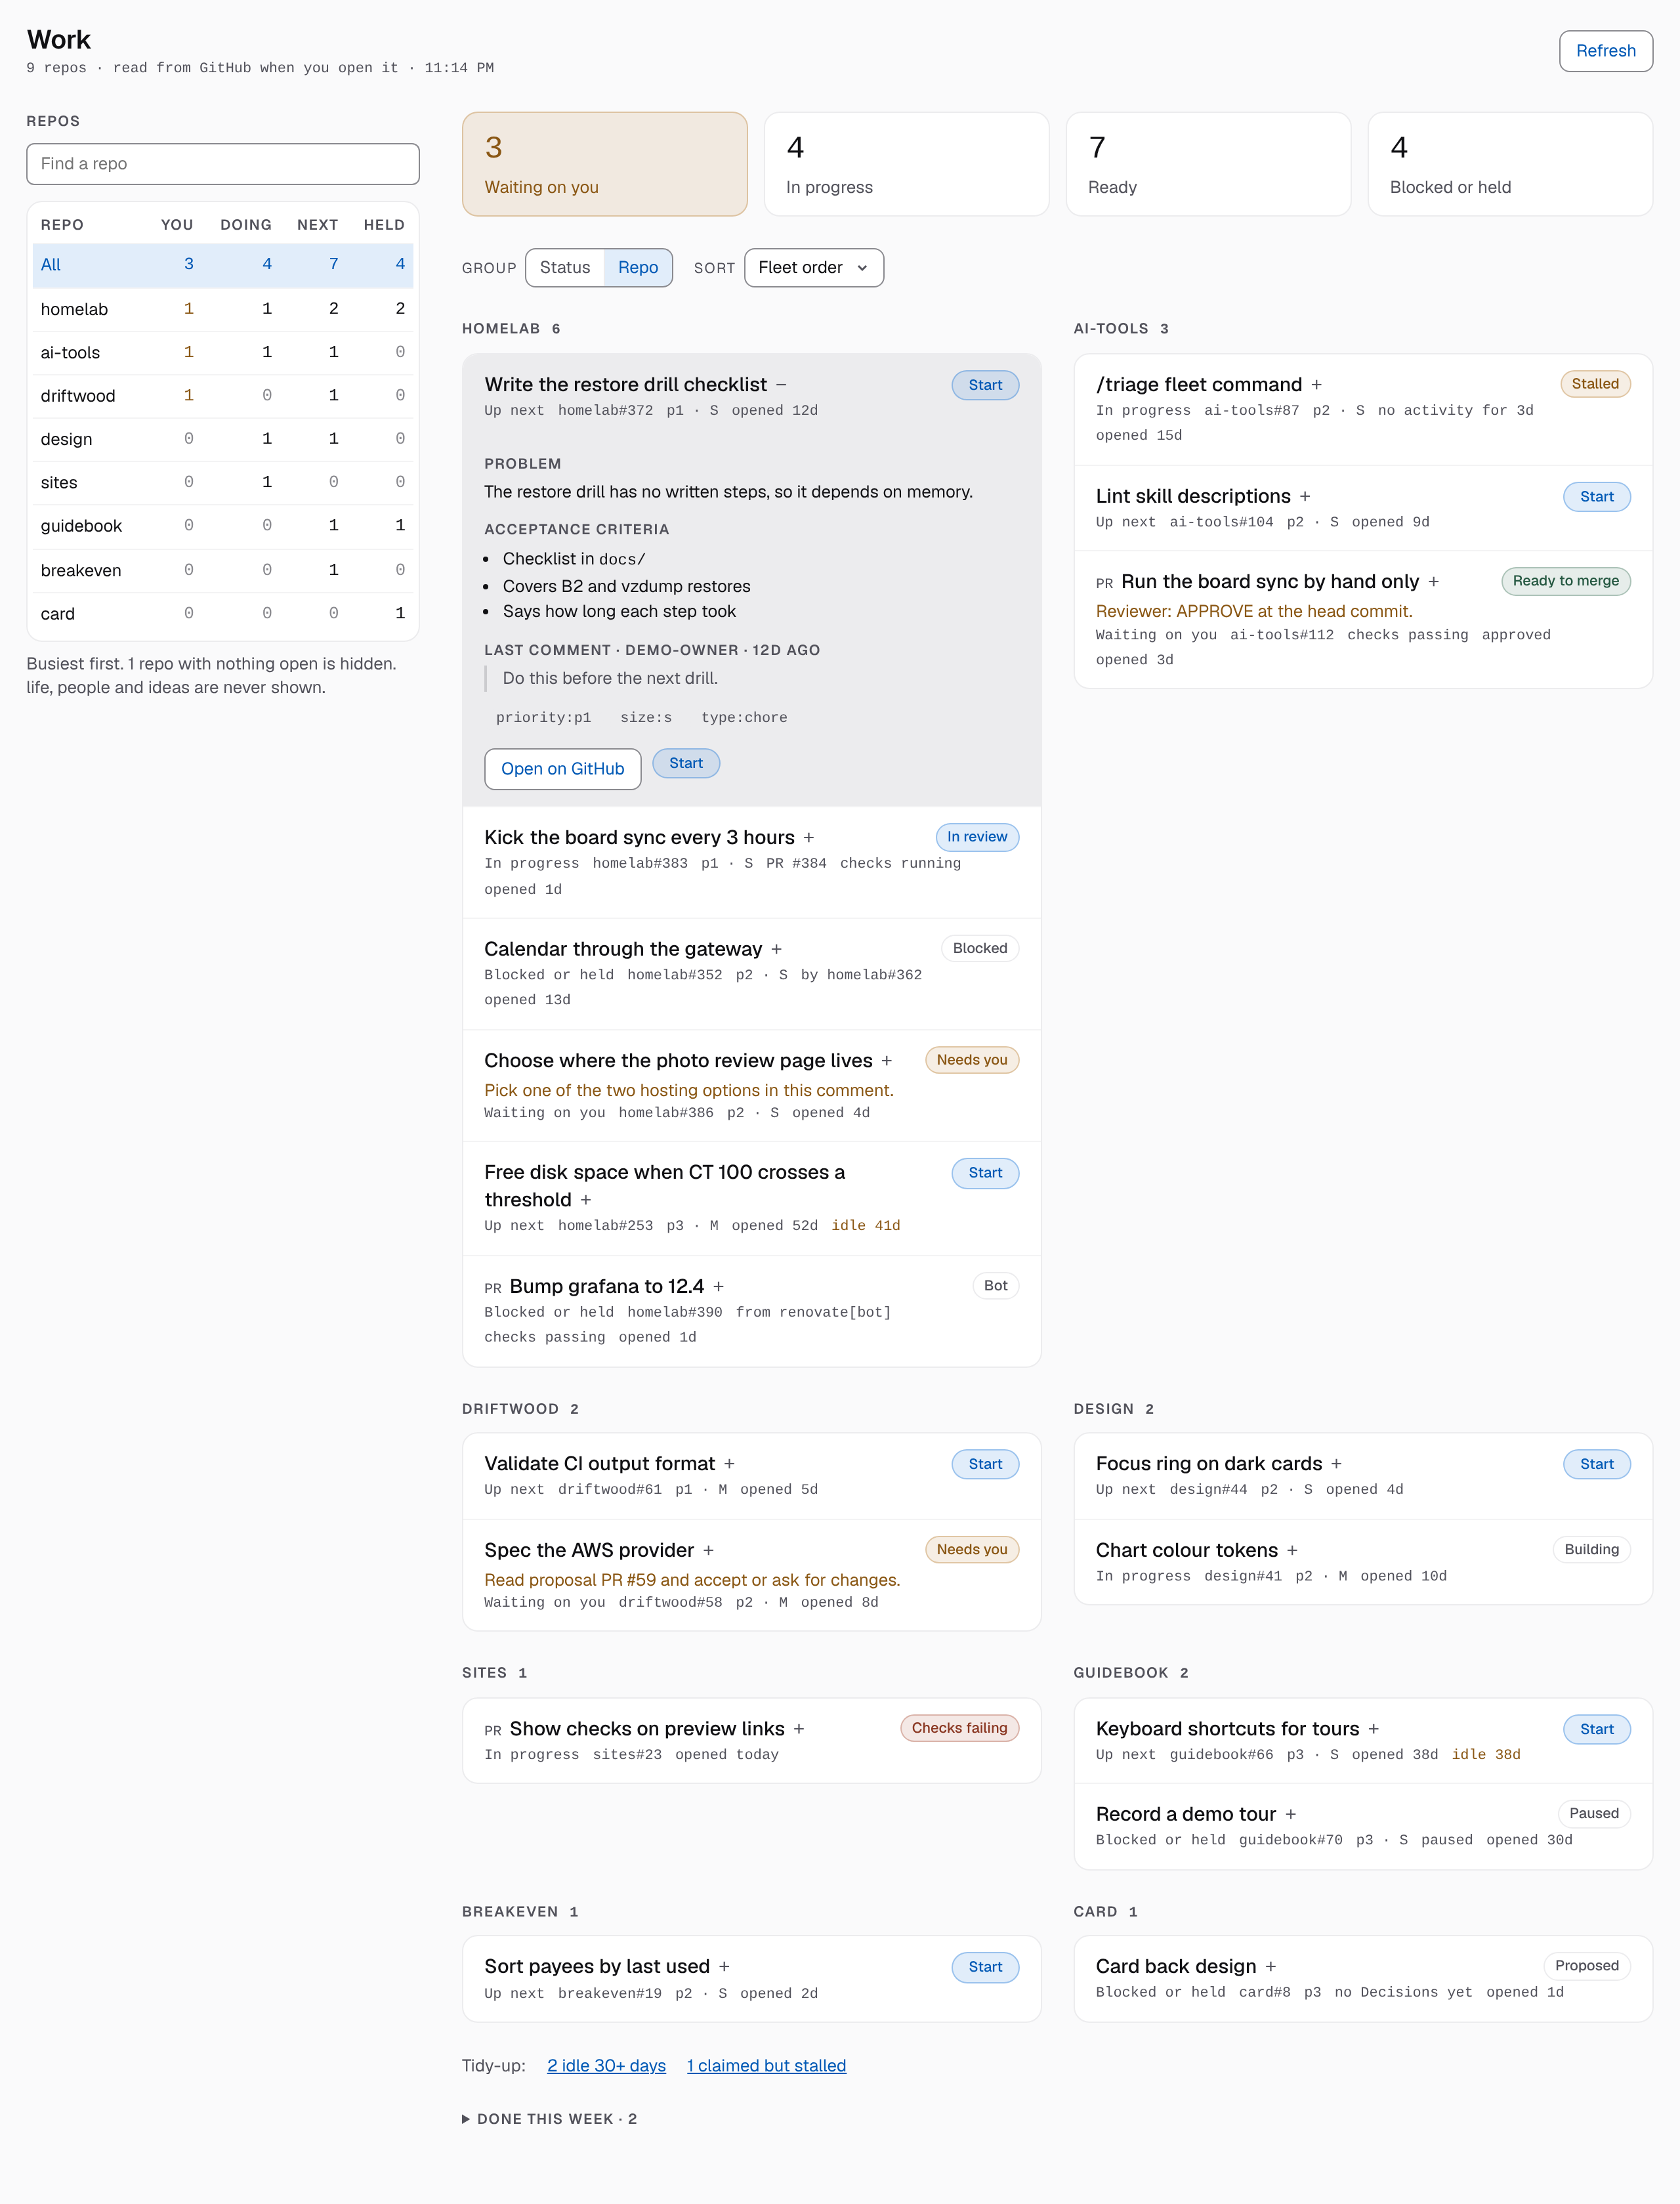 Work
9 repos · read from GitHub when you open it · 11:14 PM
Refresh
REPOS
Find a repo
REPO YOU DOING NEXT HELD
All 3 4 7 4
homelab 1 1 2 2
ai-tools 1 1 1 0
driftwood 1 0 1 0
design 0 1 1 0
sites 0 1 0 0
guidebook 0 0 1 1
breakeven 0 0 1 0
card 0 0 0 1
Busiest first. 1 repo with nothing open is hidden.
life, people and ideas are never shown.
3
Waiting on you
4
In progress
7
Ready
4
Blocked or held
GROUP Status Repo SORT Fleet order
HOMELAB 6
Write the restore drill checklist − Start
Up next homelab#372 p1 · S opened 12d
PROBLEM
The restore drill has no written steps, so it depends on memory.
ACCEPTANCE CRITERIA
• Checklist in docs/
• Covers B2 and vzdump restores
• Says how long each step took
LAST COMMENT · DEMO-OWNER · 12D AGO
Do this before the next drill.
priority:p1 size:s type:chore
Open on GitHub Start
Kick the board sync every 3 hours + In review
In progress homelab#383 p1 · S PR #384 checks running
opened 1d
Calendar through the gateway + Blocked
Blocked or held homelab#352 p2 · S by homelab#362
opened 13d
Choose where the photo review page lives + Needs you
Pick one of the two hosting options in this comment.
Waiting on you homelab#386 p2 · S opened 4d
Free disk space when CT 100 crosses a Start
threshold +
Up next homelab#253 p3 · M opened 52d idle 41d
PR Bump grafana to 12.4 + Bot
Blocked or held homelab#390 from renovate[bot]
checks passing opened 1d
AI-TOOLS 3
/triage fleet command + Stalled
In progress ai-tools#87 p2 · S no activity for 3d
opened 15d
Lint skill descriptions + Start
Up next ai-tools#104 p2 · S opened 9d
PR Run the board sync by hand only + Ready to merge
Reviewer: APPROVE at the head commit.
Waiting on you ai-tools#112 checks passing approved
opened 3d
DRIFTWOOD 2
Validate CI output format + Start
Up next driftwood#61 p1 · M opened 5d
Spec the AWS provider + Needs you
Read proposal PR #59 and accept or ask for changes.
Waiting on you driftwood#58 p2 · M opened 8d
DESIGN 2
Focus ring on dark cards + Start
Up next design#44 p2 · S opened 4d
Chart colour tokens + Building
In progress design#41 p2 · M opened 10d
SITES 1
PR Show checks on preview links + Checks failing
In progress sites#23 opened today
GUIDEBOOK 2
Keyboard shortcuts for tours + Start
Up next guidebook#66 p3 · S opened 38d idle 38d
Record a demo tour + Paused
Blocked or held guidebook#70 p3 · S paused opened 30d
BREAKEVEN 1
Sort payees by last used + Start
Up next breakeven#19 p2 · S opened 2d
CARD 1
Card back design + Proposed
Blocked or held card#8 p3 no Decisions yet opened 1d
Tidy-up: 2 idle 30+ days 1 claimed but stalled
▶ DONE THIS WEEK · 2